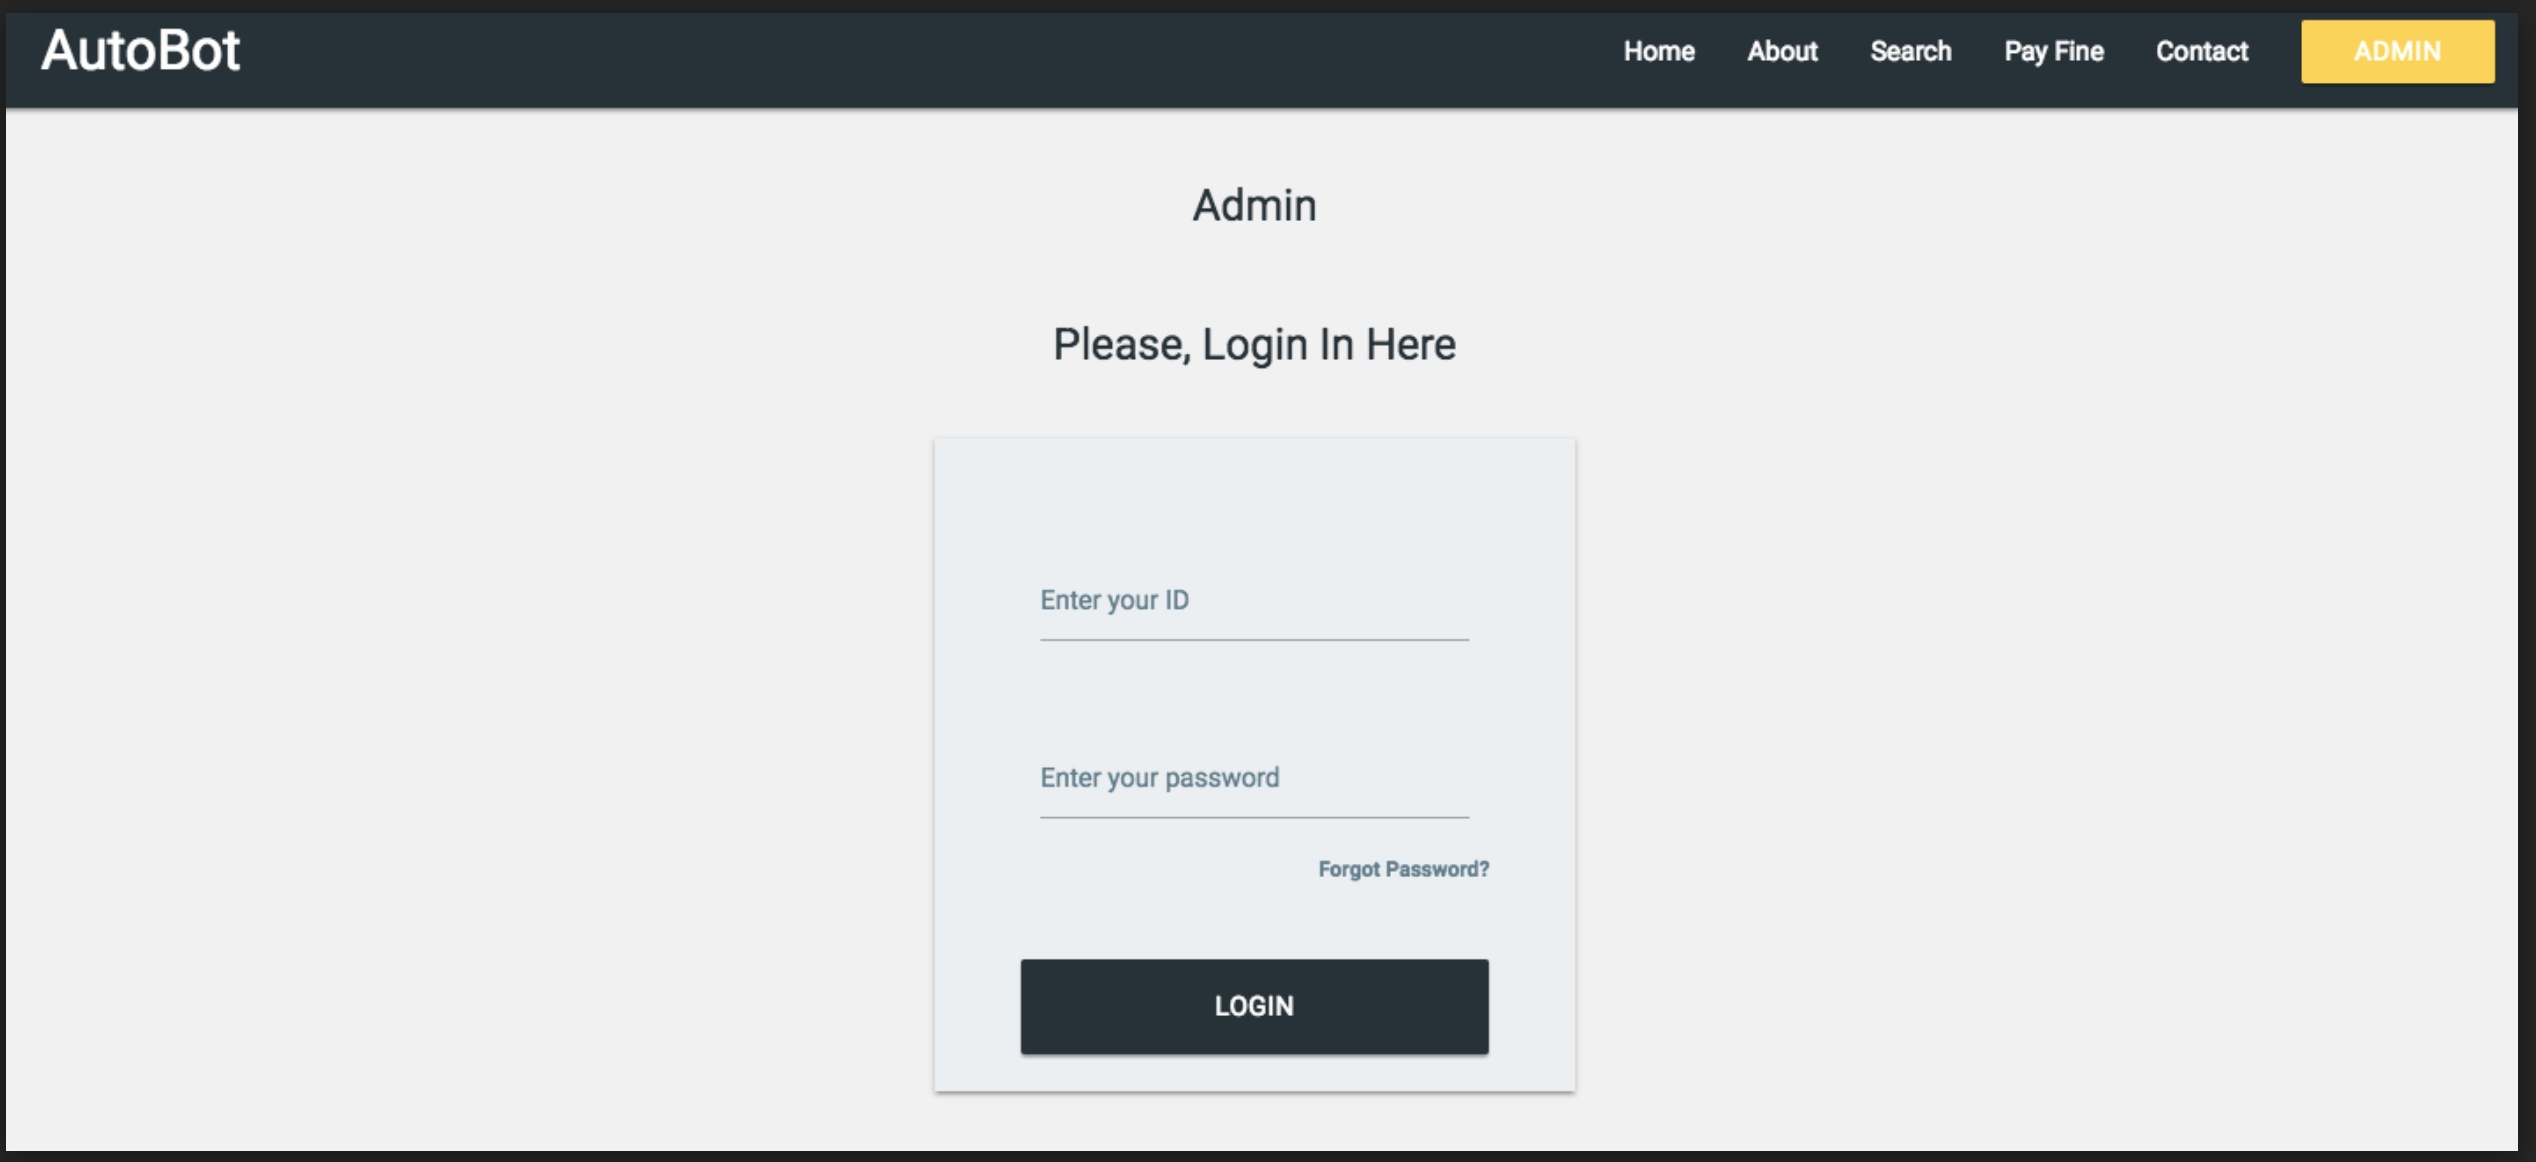 AutoBot
Home About Search Pay Fine Contact ADMIN
Admin
Please, Login In Here
Enter your ID
Enter your password
Forgot Password?
LOGIN